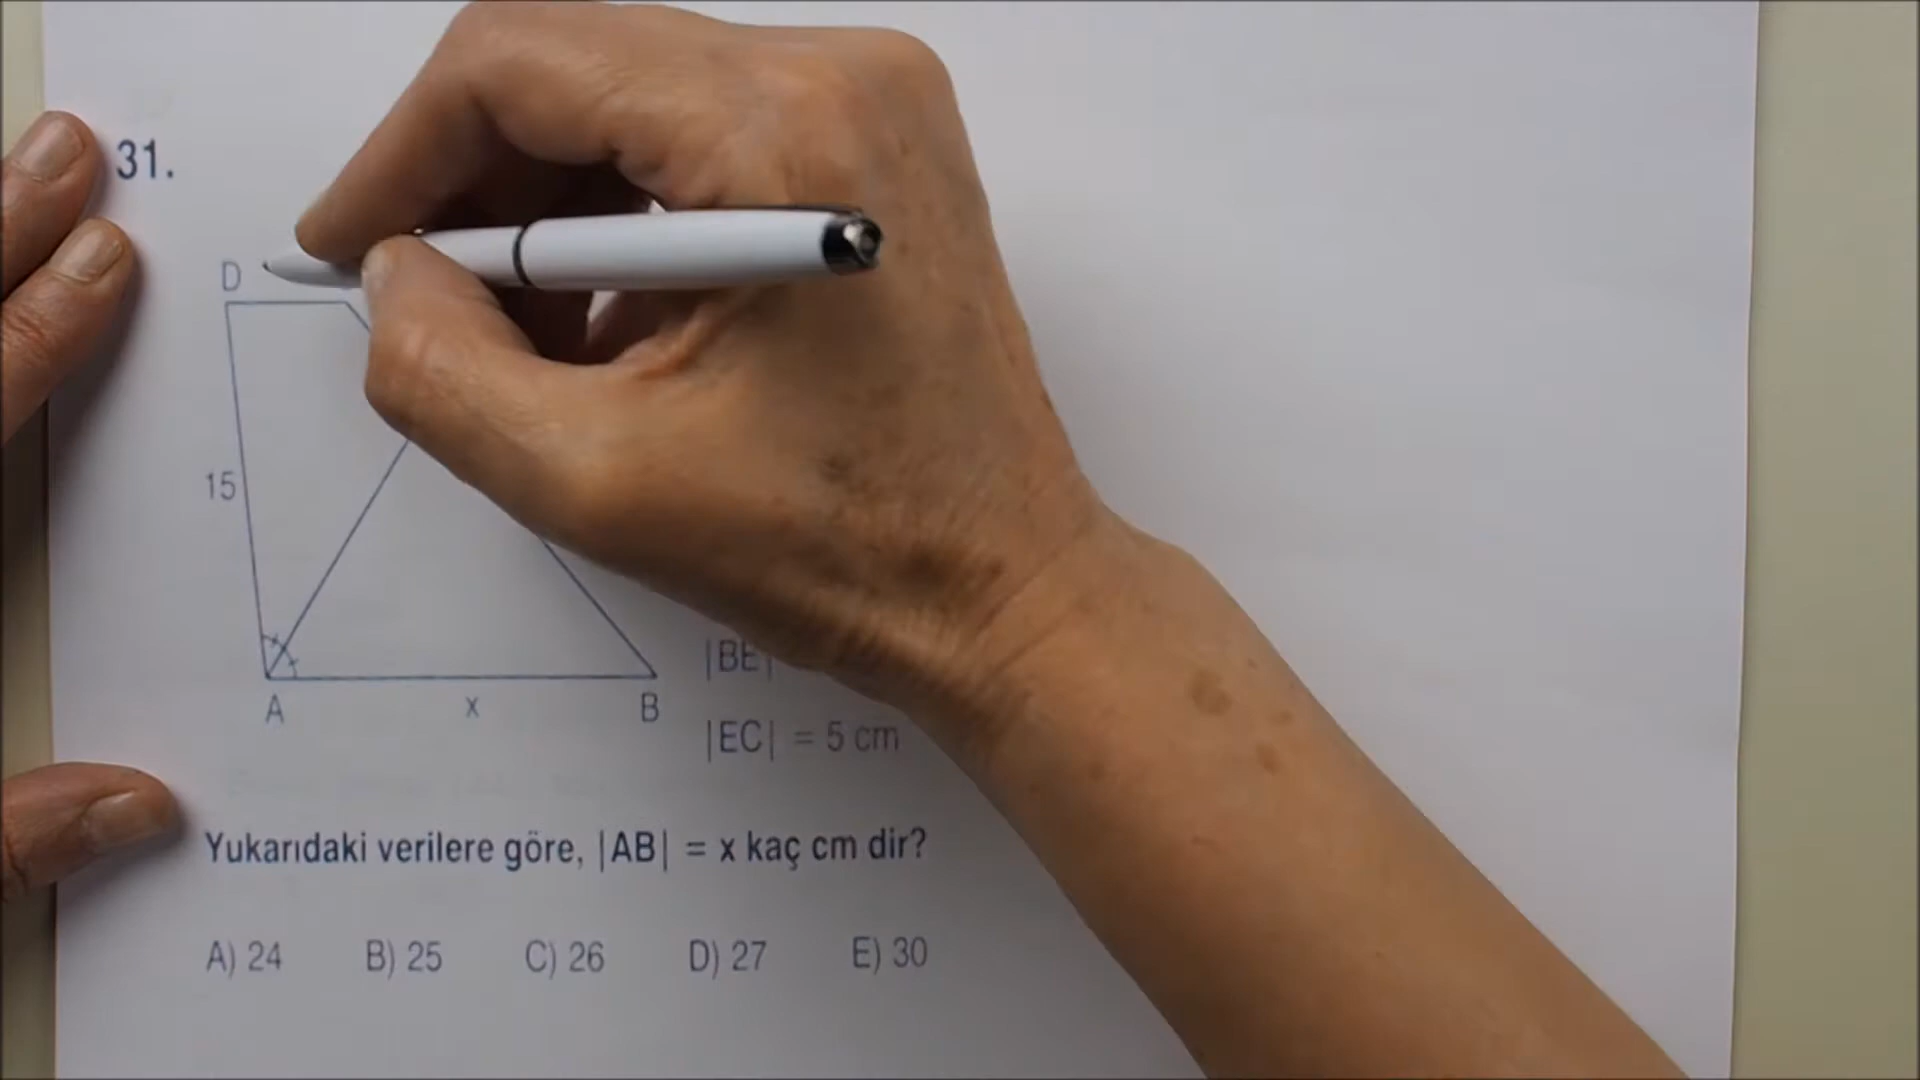 31.
D
15
A
x
B
|BE|
|EC| = 5 cm
Yukarıdaki verilere göre, |AB| = x kaç cm dir?
A) 24 B) 25 C) 26 D) 27 E) 30